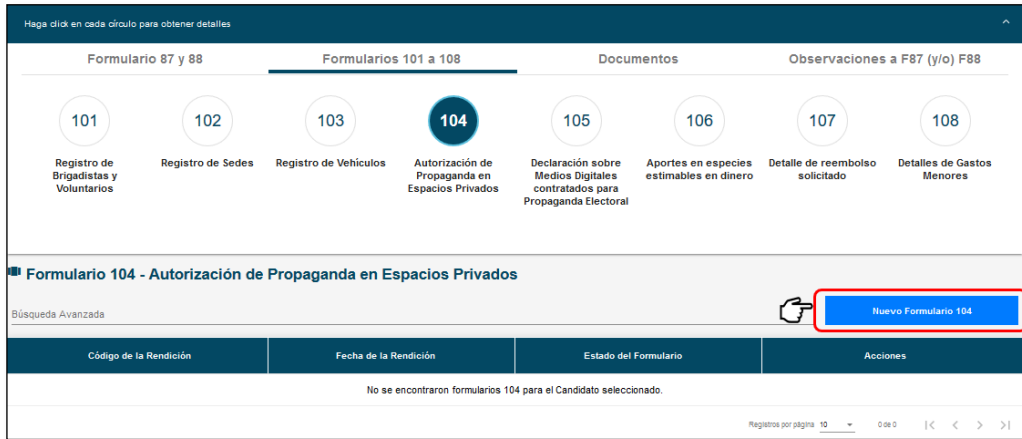 Haga click en cada círculo para obtener detalles
Formulario 87 y 88
Formularios 101 a 108
Documentos
Observaciones a F87 (y/o) F88
101
102
103
104
105
106
107
108
Registro de
Brigadistas y
Voluntarios
Registro de Sedes
Registro de Vehículos
Autorización de
Propaganda en
Espacios Privados
Declaración sobre
Medios Digitales
contratados para
Propaganda Electoral
Aportes en especies
estimables en dinero
Detalle de reembolso
solicitado
Detalles de Gastos
Menores
Formulario 104 - Autorización de Propaganda en Espacios Privados
Búsqueda Avanzada
Nuevo Formulario 104
Código de la Rendición
Fecha de la Rendición
Estado del Formulario
Acciones
No se encontraron formularios 104 para el Candidato seleccionado.
Registros por página 10
0 de 0